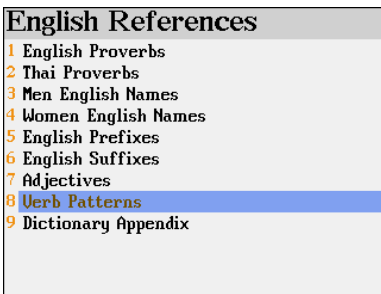 English References
1 English Proverbs
2 Thai Proverbs
3 Men English Names
4 Women English Names
5 English Prefixes
6 English Suffixes
7 Adjectives
8 Verb Patterns
9 Dictionary Appendix